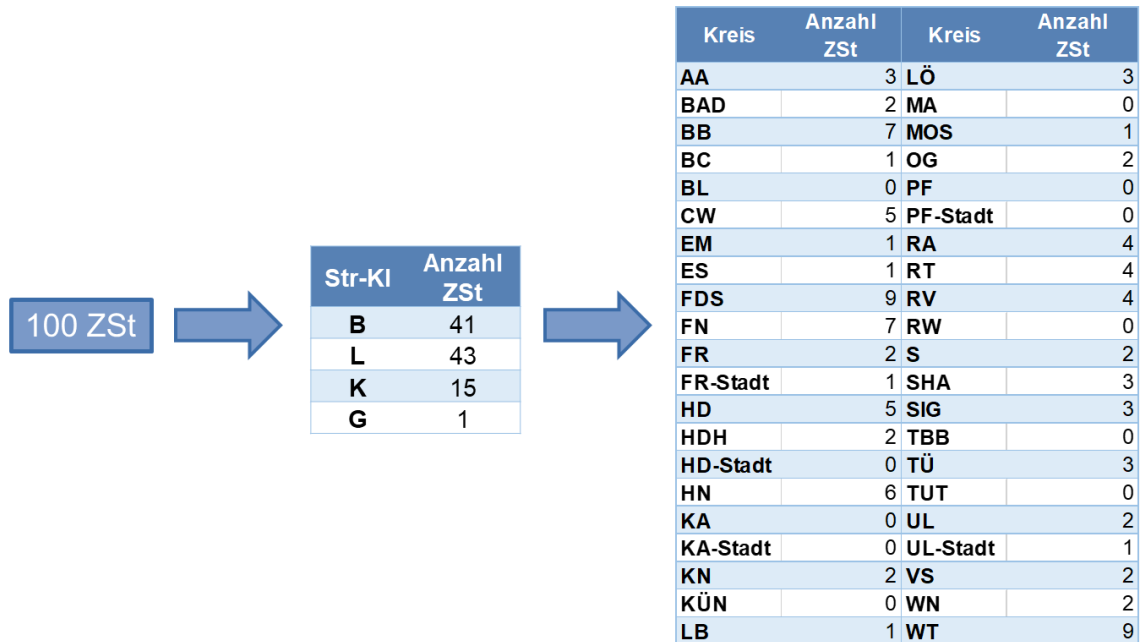 100 ZSt
Str-Kl Anzahl ZSt
B 41
L 43
K 15
G 1
Kreis Anzahl ZSt Kreis Anzahl ZSt
AA 3 LÖ 3
BAD 2 MA 0
BB 7 MOS 1
BC 1 OG 2
BL 0 PF 0
CW 5 PF-Stadt 0
EM 1 RA 4
ES 1 RT 4
FDS 9 RV 4
FN 7 RW 0
FR 2 S 2
FR-Stadt 1 SHA 3
HD 5 SIG 3
HDH 2 TBB 0
HD-Stadt 0 TÜ 3
HN 6 TUT 0
KA 0 UL 2
KA-Stadt 0 UL-Stadt 1
KN 2 VS 2
KÜN 0 WN 2
LB 1 WT 9